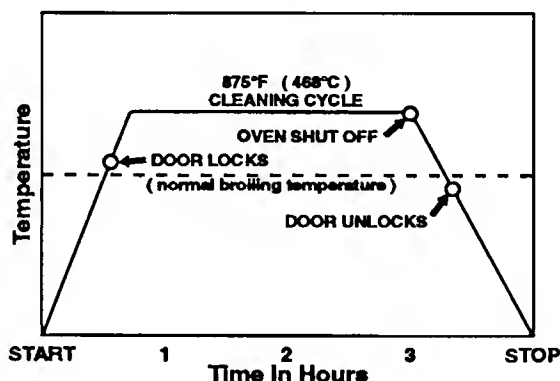 875°F (468°C)
CLEANING CYCLE
OVEN SHUT OFF
DOOR LOCKS
(normal broiling temperature)
DOOR UNLOCKS
Temperature
START 1 2 3 STOP
Time In Hours